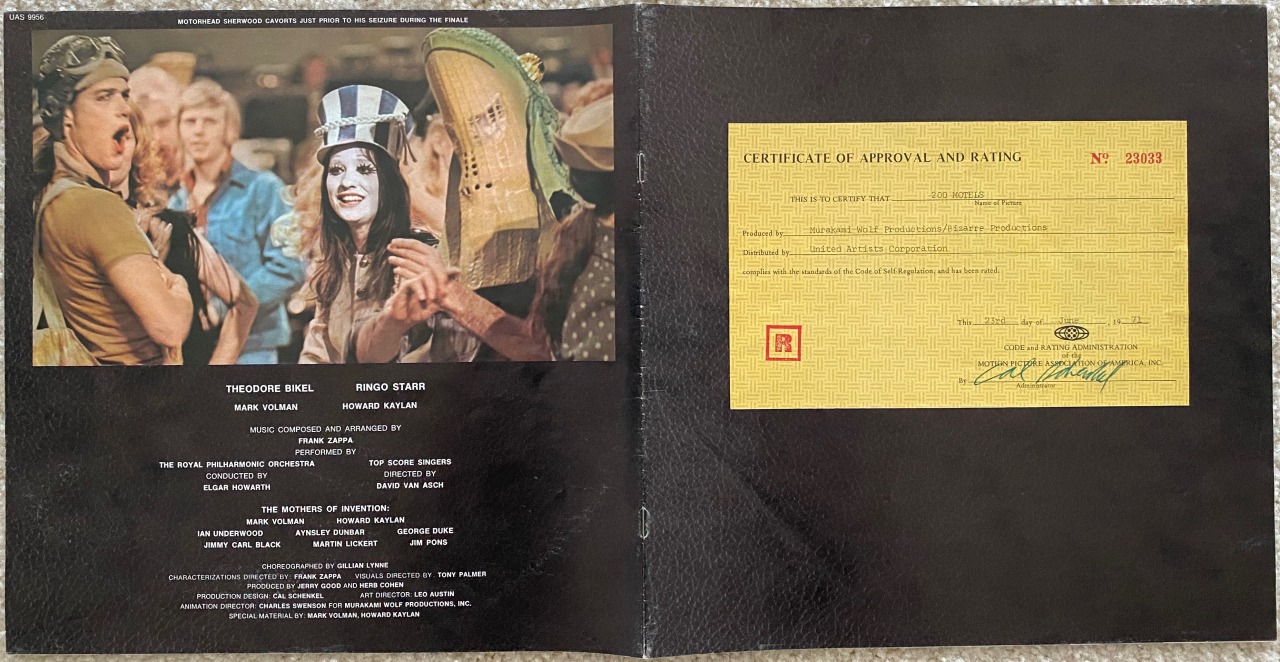 UAS 9956
MOTORHEAD SHERWOOD CAVORTS JUST PRIOR TO HIS SEIZURE DURING THE FINALE
THEODORE BIKEL RINGO STARR
MARK VOLMAN HOWARD KAYLAN
MUSIC COMPOSED AND ARRANGED BY
FRANK ZAPPA
PERFORMED BY
THE ROYAL PHILHARMONIC ORCHESTRA TOP SCORE SINGERS
CONDUCTED BY DIRECTED BY
ELGAR HOWARTH DAVID VAN ASCH
THE MOTHERS OF INVENTION:
MARK VOLMAN HOWARD KAYLAN
IAN UNDERWOOD AYNSLEY DUNBAR GEORGE DUKE
JIMMY CARL BLACK MARTIN LICKERT JIM PONS
CHOREOGRAPHED BY GILLIAN LYNNE
CHARACTERIZATIONS DIRECTED BY: FRANK ZAPPA VISUALS DIRECTED BY: TONY PALMER
PRODUCED BY JERRY GOOD AND HERB COHEN
PRODUCTION DESIGN: CAL SCHENKEL ART DIRECTOR: LEO AUSTIN
ANIMATION DIRECTOR: CHARLES SWENSON FOR MURAKAMI WOLF PRODUCTIONS, INC.
SPECIAL MATERIAL BY: MARK VOLMAN, HOWARD KAYLAN
CERTIFICATE OF APPROVAL AND RATING Nº 23033
THIS IS TO CERTIFY THAT 200 MOTELS
Name of Picture
Produced by Murakami Wolf Productions/Bizarre Productions
Distributed by United Artists Corporation
complies with the standards of the Code of Self-Regulation, and has been rated.
R
This 23rd day of June, 19 71
CODE and RATING ADMINISTRATION
of the
MOTION PICTURE ASSOCIATION OF AMERICA, INC.
By Cal Schenkel
Administrator